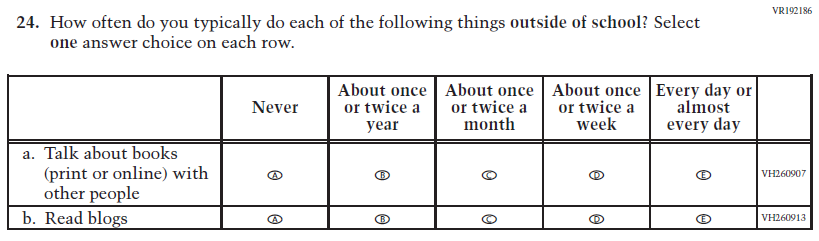 VR192186
24. How often do you typically do each of the following things outside of school? Select
one answer choice on each row.
Never
About once or twice a year
About once or twice a month
About once or twice a week
Every day or almost every day
a. Talk about books
(print or online) with
other people
A B C D E VH260907
b. Read blogs A B C D E VH260913